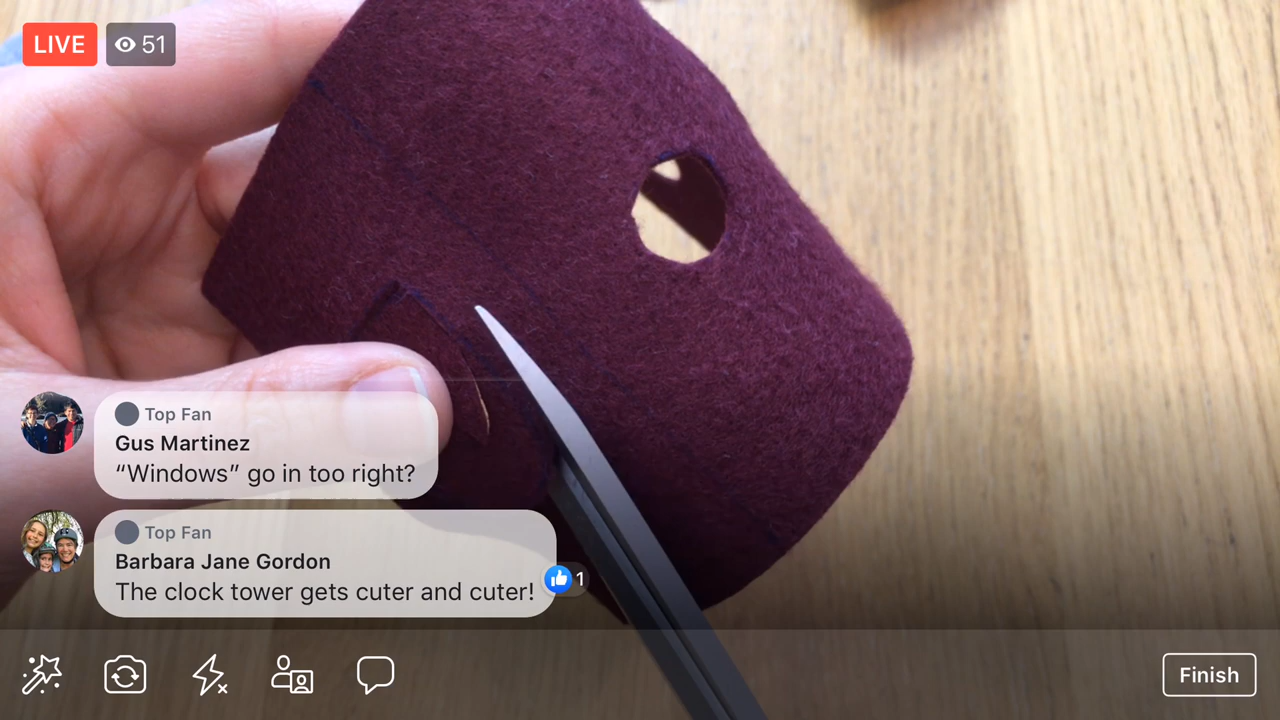 LIVE
51
Top Fan
Gus Martinez
“Windows” go in too right?
Top Fan
Barbara Jane Gordon
The clock tower gets cuter and cuter!
1
Finish